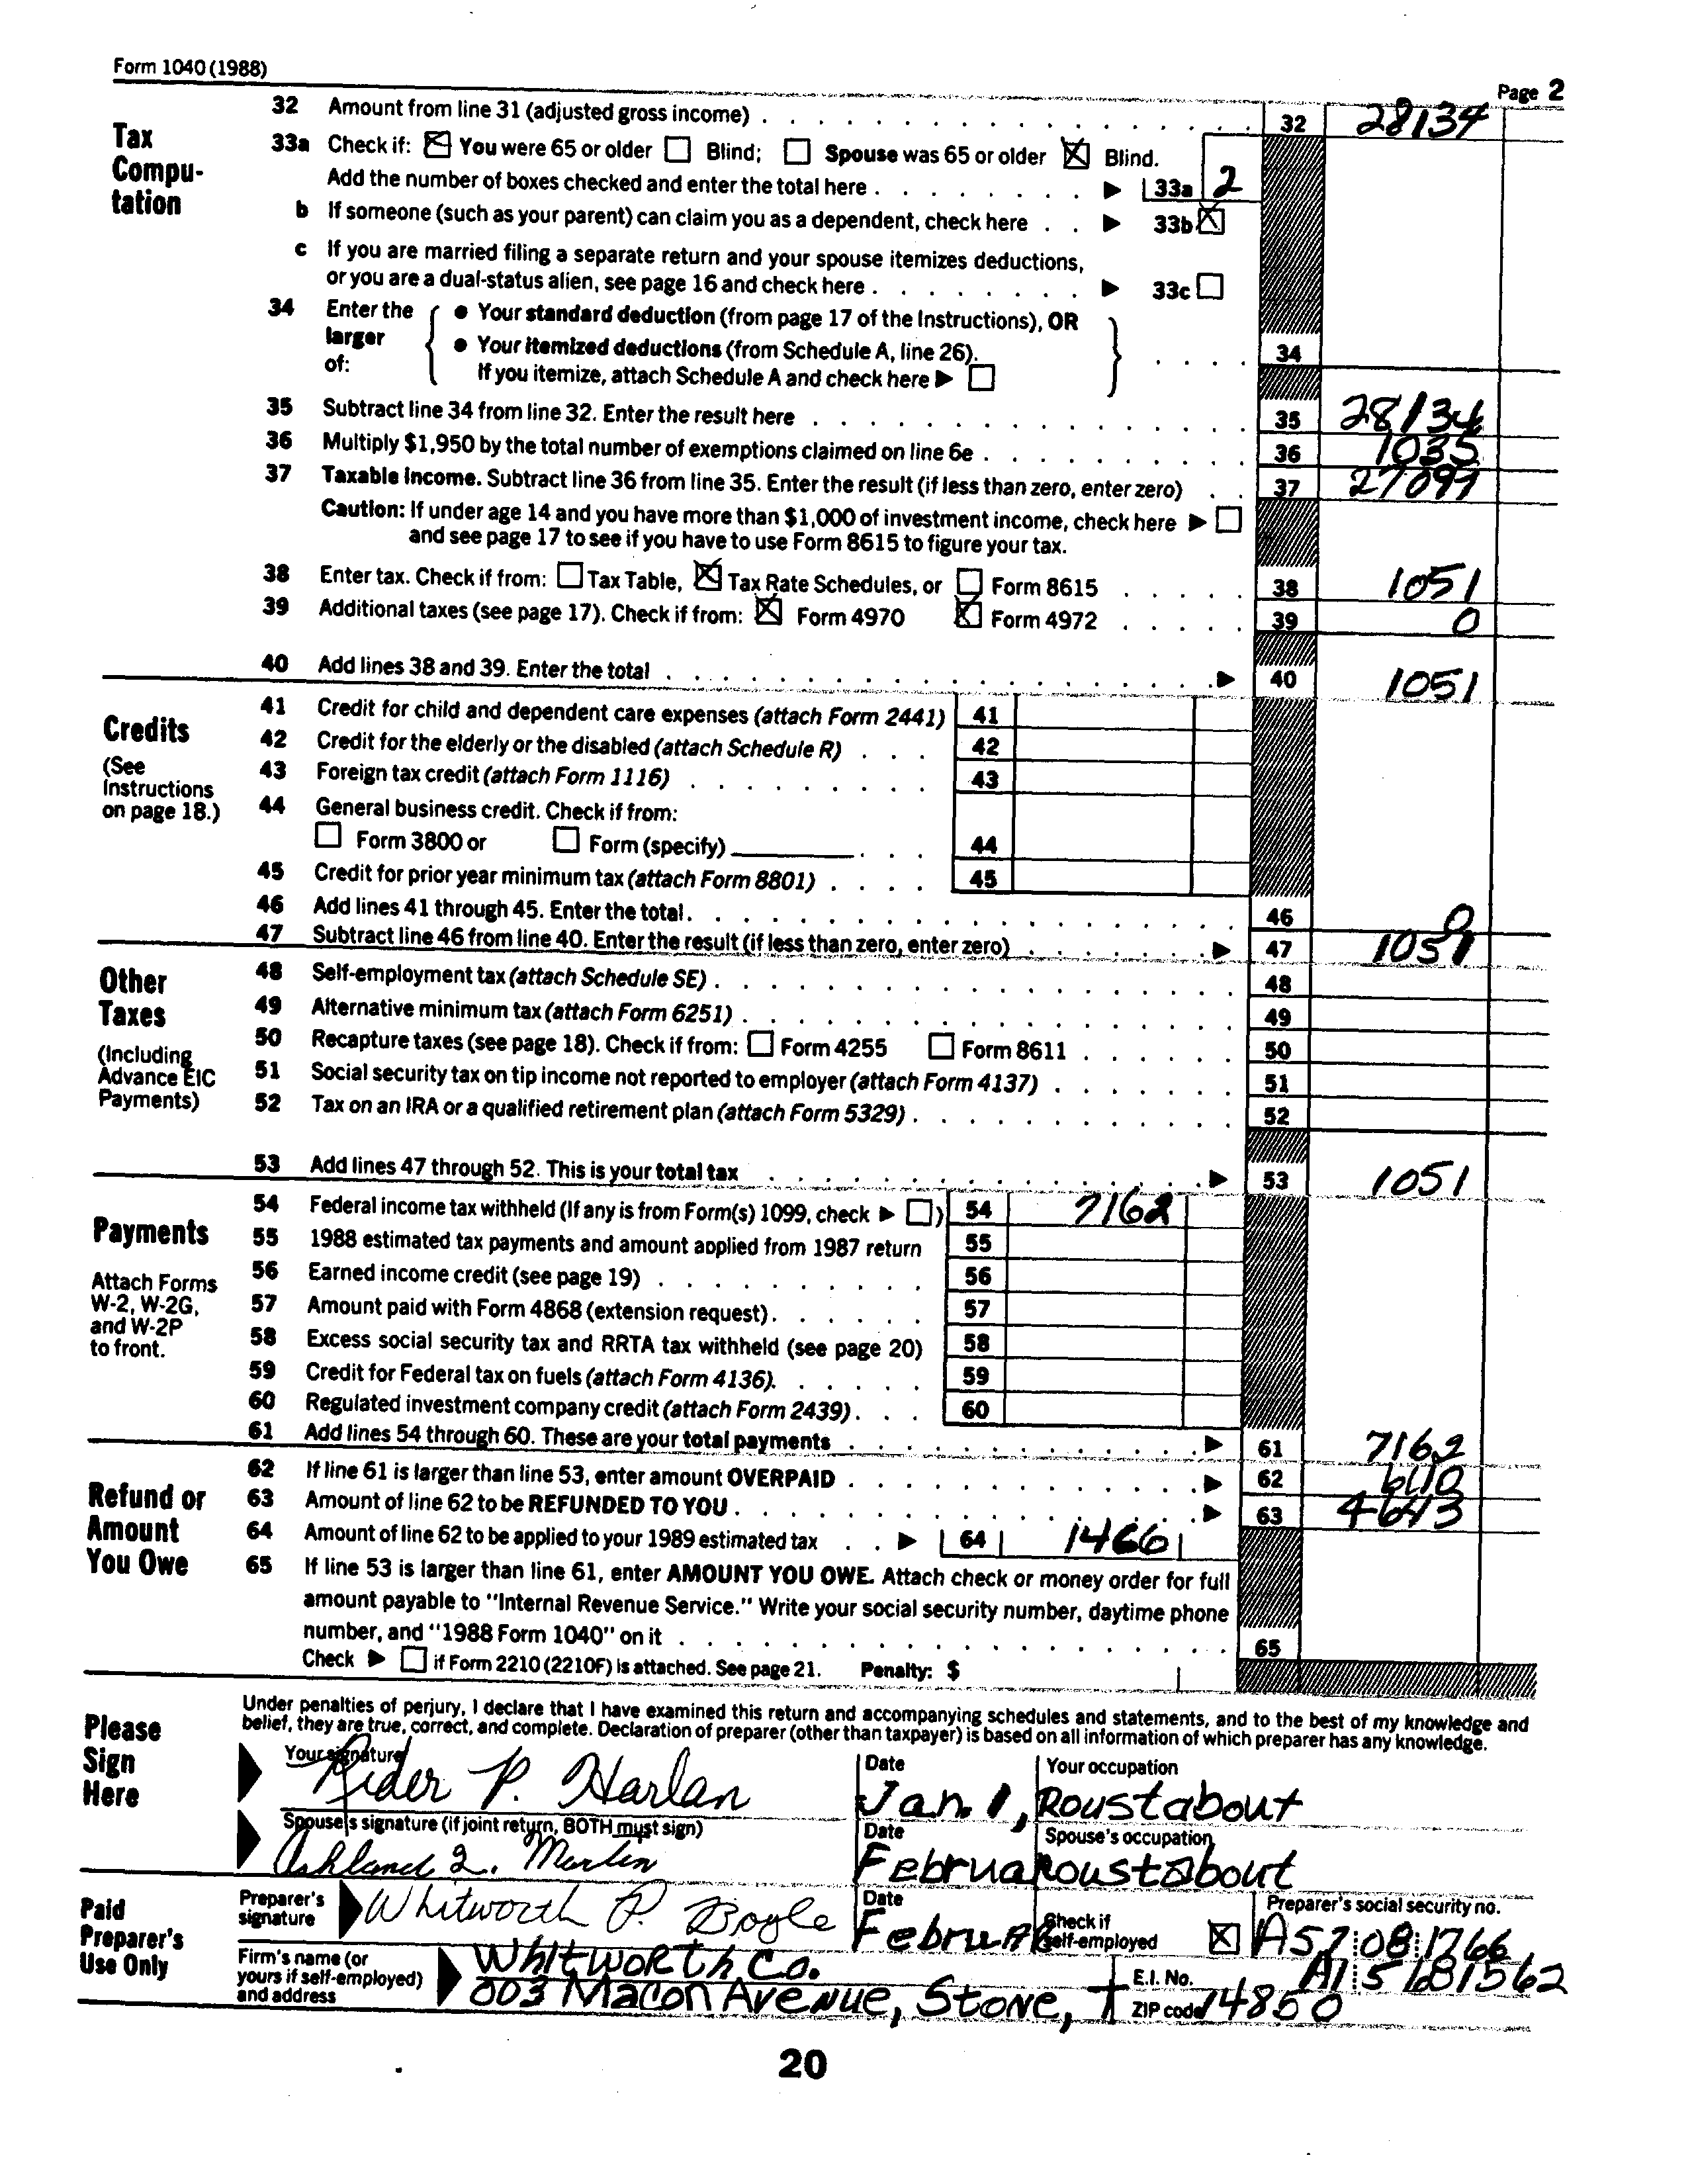 Form 1040 (1988)
Page 2
Tax Compu-tation
32 Amount from line 31 (adjusted gross income) 32 28134
33a Check if: ☒ You were 65 or older ☐ Blind; ☐ Spouse was 65 or older ☒ Blind.
Add the number of boxes checked and enter the total here ▶ 33a 2
b If someone (such as your parent) can claim you as a dependent, check here ▶ 33b ☒
c If you are married filing a separate return and your spouse itemizes deductions,
or you are a dual-status alien, see page 16 and check here ▶ 33c ☐
34 Enter the larger of:
● Your standard deduction (from page 17 of the Instructions), OR
● Your itemized deductions (from Schedule A, line 26).
If you itemize, attach Schedule A and check here ▶ ☐
34
35 Subtract line 34 from line 32. Enter the result here 35 28134
36 Multiply $1,950 by the total number of exemptions claimed on line 6e 36 1035
37 Taxable income. Subtract line 36 from line 35. Enter the result (if less than zero, enter zero) 37 27099
Caution: If under age 14 and you have more than $1,000 of investment income, check here ▶ ☐
and see page 17 to see if you have to use Form 8615 to figure your tax.
38 Enter tax. Check if from: ☐ Tax Table, ☒ Tax Rate Schedules, or ☐ Form 8615 38 1051
39 Additional taxes (see page 17). Check if from: ☒ Form 4970 ☒ Form 4972 39 0
40 Add lines 38 and 39. Enter the total ▶ 40 1051
Credits
(See Instructions on page 18.)
41 Credit for child and dependent care expenses (attach Form 2441) 41
42 Credit for the elderly or the disabled (attach Schedule R) 42
43 Foreign tax credit (attach Form 1116) 43
44 General business credit. Check if from:
☐ Form 3800 or ☐ Form (specify) 44
45 Credit for prior year minimum tax (attach Form 8801) 45
46 Add lines 41 through 45. Enter the total. 46 0
47 Subtract line 46 from line 40. Enter the result (if less than zero, enter zero) ▶ 47 1051
Other Taxes
(Including Advance EIC Payments)
48 Self-employment tax (attach Schedule SE) 48
49 Alternative minimum tax (attach Form 6251) 49
50 Recapture taxes (see page 18). Check if from: ☐ Form 4255 ☐ Form 8611 50
51 Social security tax on tip income not reported to employer (attach Form 4137) 51
52 Tax on an IRA or a qualified retirement plan (attach Form 5329) 52
53 Add lines 47 through 52. This is your total tax ▶ 53 1051
Payments
Attach Forms W-2, W-2G, and W-2P to front.
54 Federal income tax withheld (If any is from Form(s) 1099, check ▶ ☐) 54 7162
55 1988 estimated tax payments and amount applied from 1987 return 55
56 Earned income credit (see page 19) 56
57 Amount paid with Form 4868 (extension request) 57
58 Excess social security tax and RRTA tax withheld (see page 20) 58
59 Credit for Federal tax on fuels (attach Form 4136). 59
60 Regulated investment company credit (attach Form 2439) 60
61 Add lines 54 through 60. These are your total payments ▶ 61 7162
Refund or Amount You Owe
62 If line 61 is larger than line 53, enter amount OVERPAID ▶ 62 6110
63 Amount of line 62 to be REFUNDED TO YOU ▶ 63 4643
64 Amount of line 62 to be applied to your 1989 estimated tax ▶ 64 1466
65 If line 53 is larger than line 61, enter AMOUNT YOU OWE. Attach check or money order for full
amount payable to "Internal Revenue Service." Write your social security number, daytime phone
number, and "1988 Form 1040" on it 65
Check ▶ ☐ if Form 2210 (2210F) is attached. See page 21. Penalty: $
Please Sign Here
Under penalties of perjury, I declare that I have examined this return and accompanying schedules and statements, and to the best of my knowledge and
belief, they are true, correct, and complete. Declaration of preparer (other than taxpayer) is based on all information of which preparer has any knowledge.
Your signature Rider P. Harlan Date Jan. 1, Your occupation Roustabout
Spouse's signature (if joint return, BOTH must sign) Ashland Q. Martin Date Februa Spouse's occupation Roustabout
Paid Preparer's Use Only
Preparer's signature Whitworth P. Boyle Date Februar Check if self-employed ☒ Preparer's social security no. A57 08 1766
Firm's name (or yours if self-employed) and address Whitworth Co. E.I. No. A1 5681562
003 Macon Avenue, Stone, ZIP code 14850
20